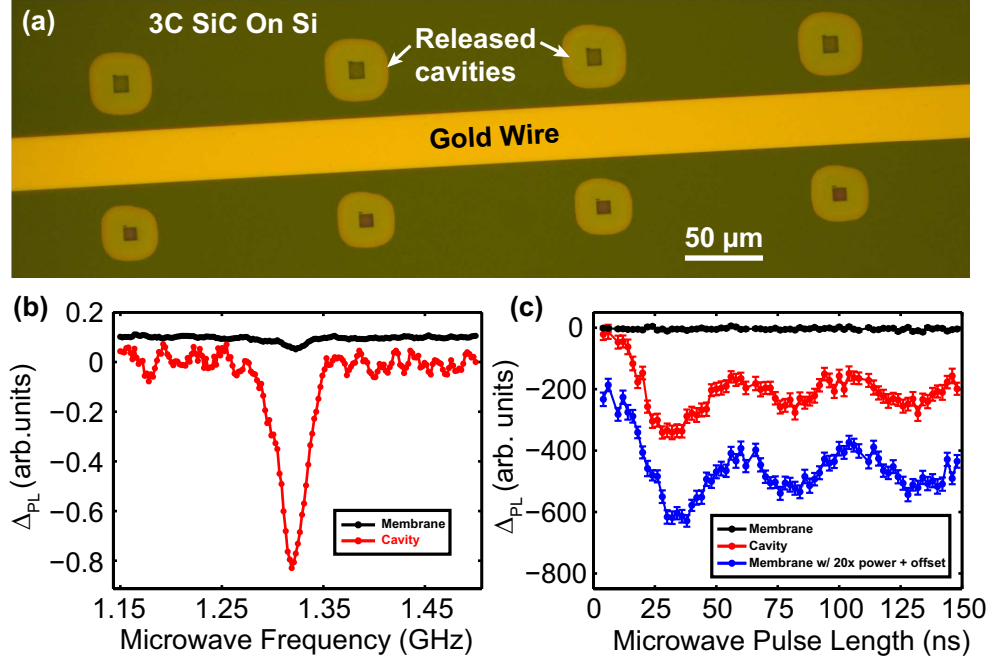 (a)
3C SiC On Si
Released
cavities
Gold Wire
50 μm
(b)
0.2
0
−0.2
−0.4
−0.6
−0.8
Δ_PL (arb.units)
Membrane
Cavity
1.15
1.25
1.35
1.45
Microwave Frequency (GHz)
(c)
0
−200
−400
−600
−800
Δ_PL (arb. units)
Membrane
Cavity
Membrane w/ 20x power + offset
0
25
50
75
100
125
150
Microwave Pulse Length (ns)